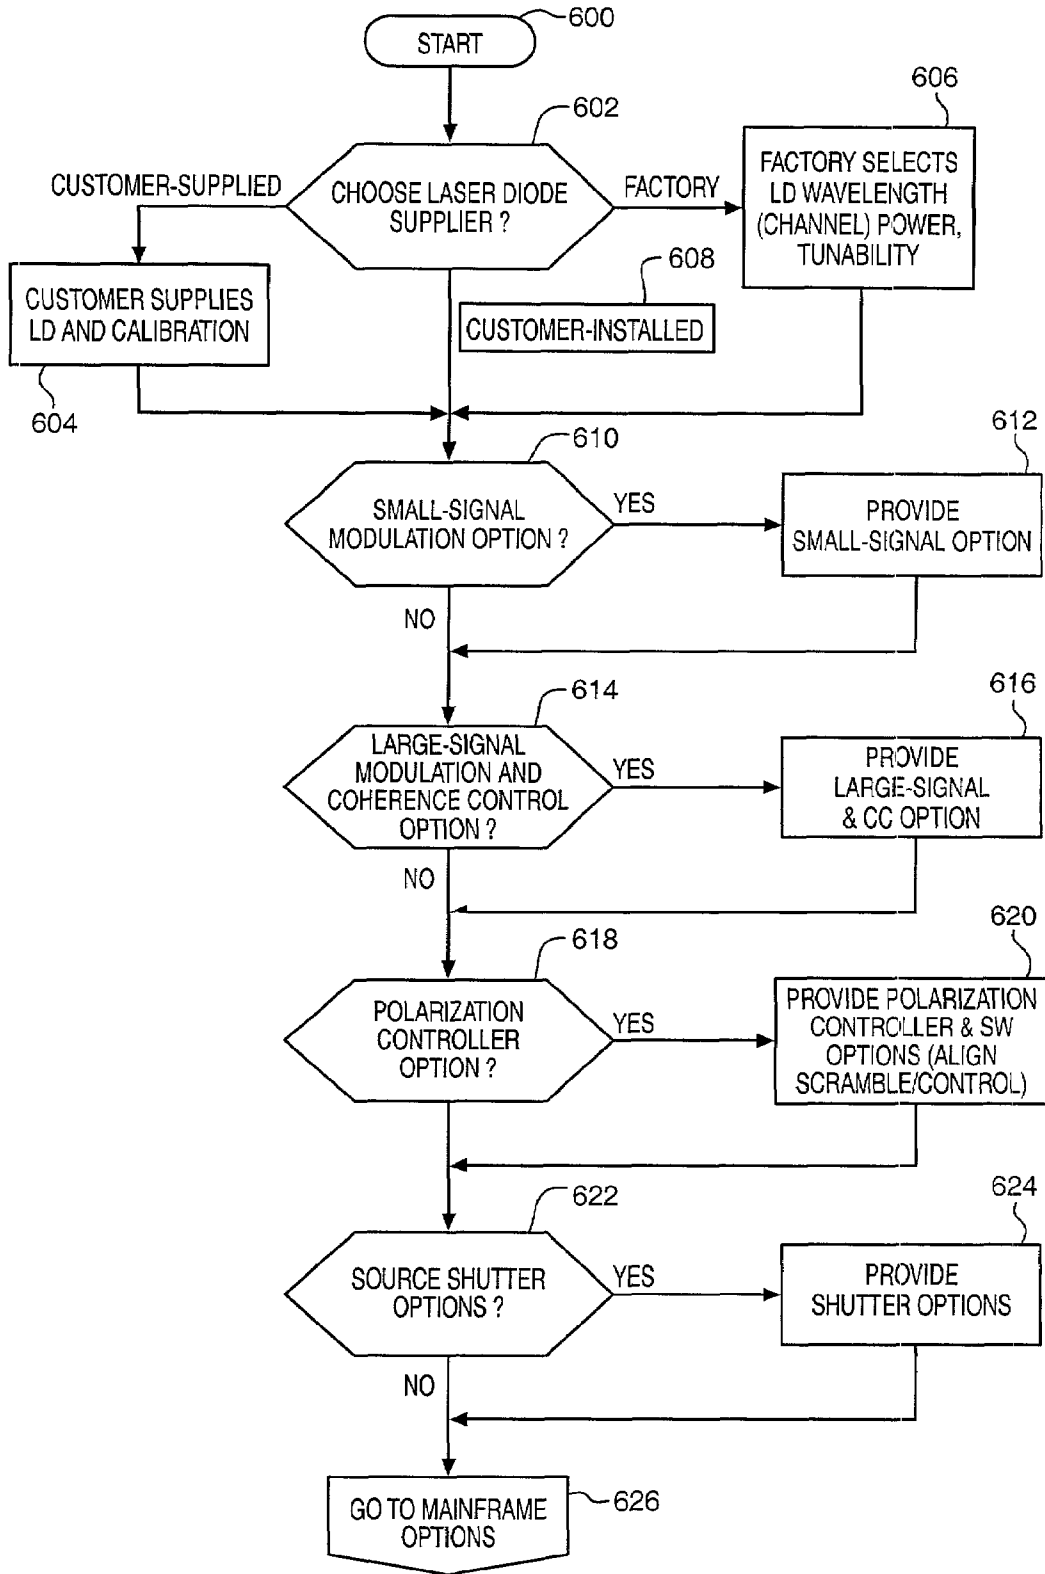 600
START
602
606
CUSTOMER-SUPPLIED
CHOOSE LASER DIODE
SUPPLIER ?
FACTORY
FACTORY SELECTS
LD WAVELENGTH
(CHANNEL) POWER,
TUNABILITY
608
CUSTOMER SUPPLIES
LD AND CALIBRATION
CUSTOMER-INSTALLED
604
610
612
SMALL-SIGNAL
MODULATION OPTION ?
YES
PROVIDE
SMALL-SIGNAL OPTION
NO
614
616
LARGE-SIGNAL
MODULATION AND
COHERENCE CONTROL
OPTION ?
YES
PROVIDE
LARGE-SIGNAL
& CC OPTION
NO
618
620
POLARIZATION
CONTROLLER
OPTION ?
YES
PROVIDE POLARIZATION
CONTROLLER & SW
OPTIONS (ALIGN
SCRAMBLE/CONTROL)
622
624
SOURCE SHUTTER
OPTIONS ?
YES
PROVIDE
SHUTTER OPTIONS
NO
GO TO MAINFRAME
OPTIONS
626